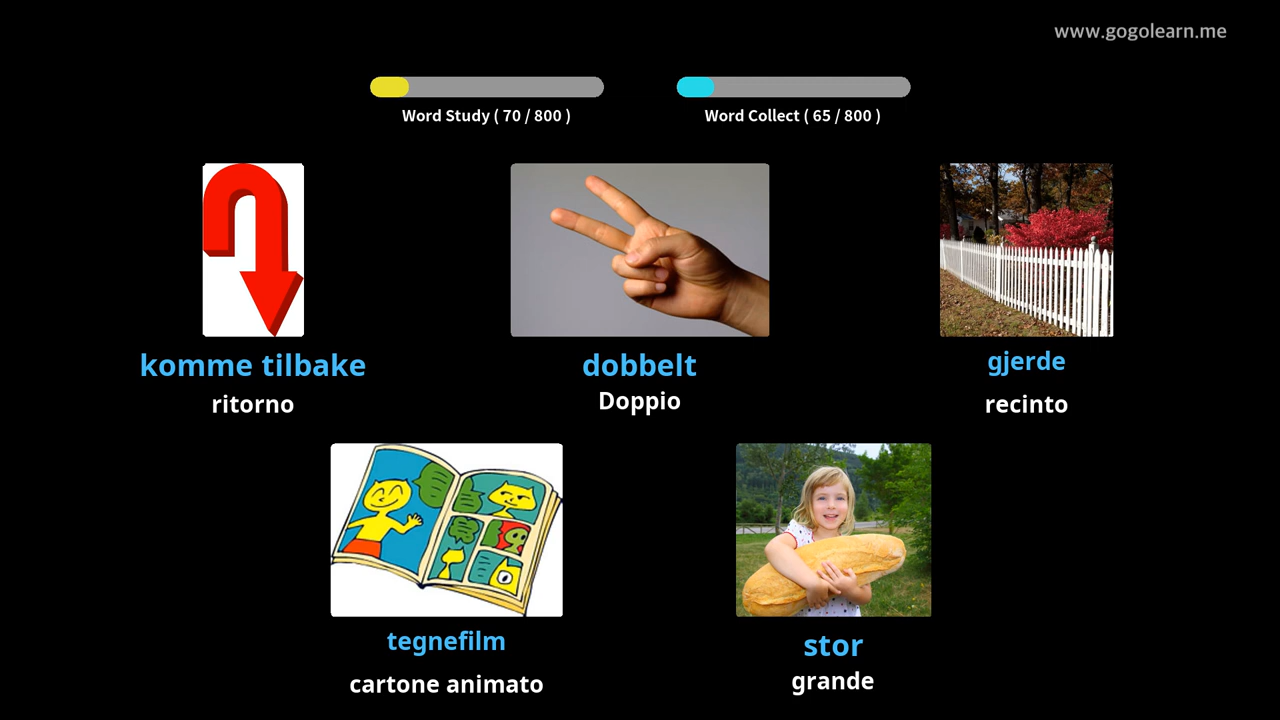 www.gogolearn.me
Word Study ( 70 / 800 )
Word Collect ( 65 / 800 )
komme tilbake
ritorno
dobbelt
Doppio
gjerde
recinto
tegnefilm
cartone animato
stor
grande